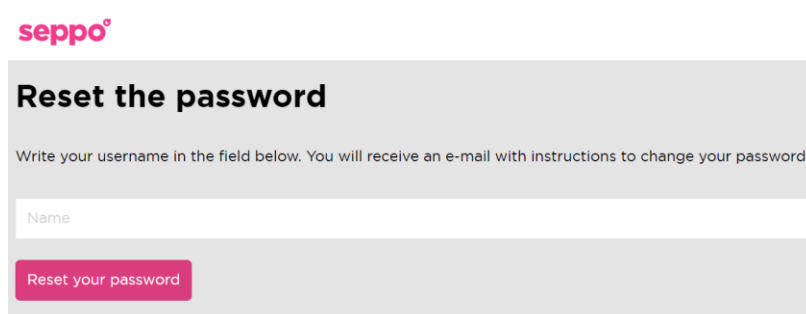 seppo
Reset the password
Write your username in the field below. You will receive an e-mail with instructions to change your password
Name
Reset your password